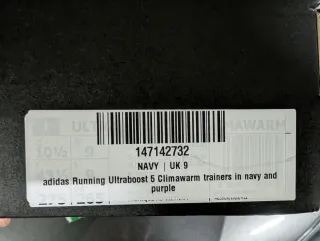 147142732
NAVY | UK 9
adidas Running Ultraboost 5 Climawarm trainers in navy and
purple